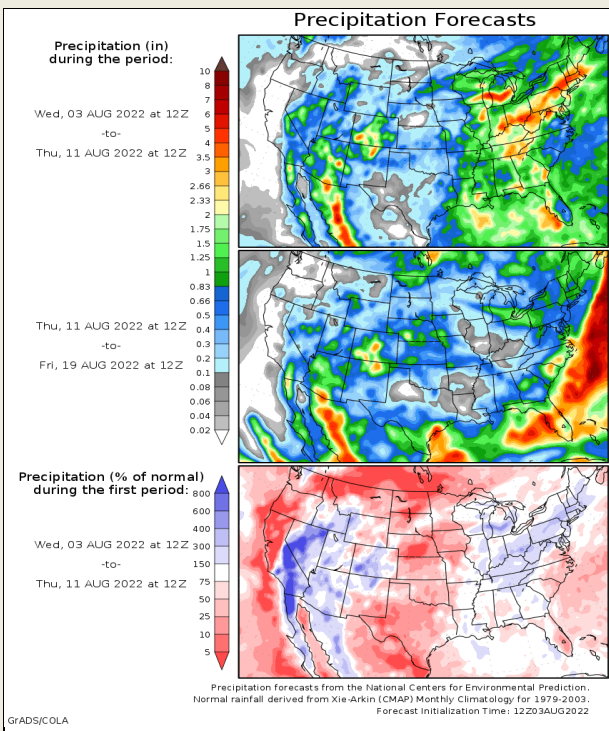 Precipitation Forecasts
Precipitation (in)
during the period:
Wed, 03 AUG 2022 at 12Z
-to-
Thu, 11 AUG 2022 at 12Z
10
8
7
6
5
4
3.5
3
2.66
2.33
2
1.75
1.5
1.25
1
0.83
0.66
0.5
0.4
0.3
0.2
0.1
0.08
0.06
0.04
0.02
Thu, 11 AUG 2022 at 12Z
-to-
Fri, 19 AUG 2022 at 12Z
Precipitation (% of normal)
during the first period:
Wed, 03 AUG 2022 at 12Z
-to-
Thu, 11 AUG 2022 at 12Z
800
600
400
300
150
75
50
25
10
5
Precipitation forecasts from the National Centers for Environmental Prediction.
Normal rainfall derived from Xie-Arkin (CMAP) Monthly Climatology for 1979-2003.
Forecast Initialization Time: 12Z03AUG2022
GrADS/COLA